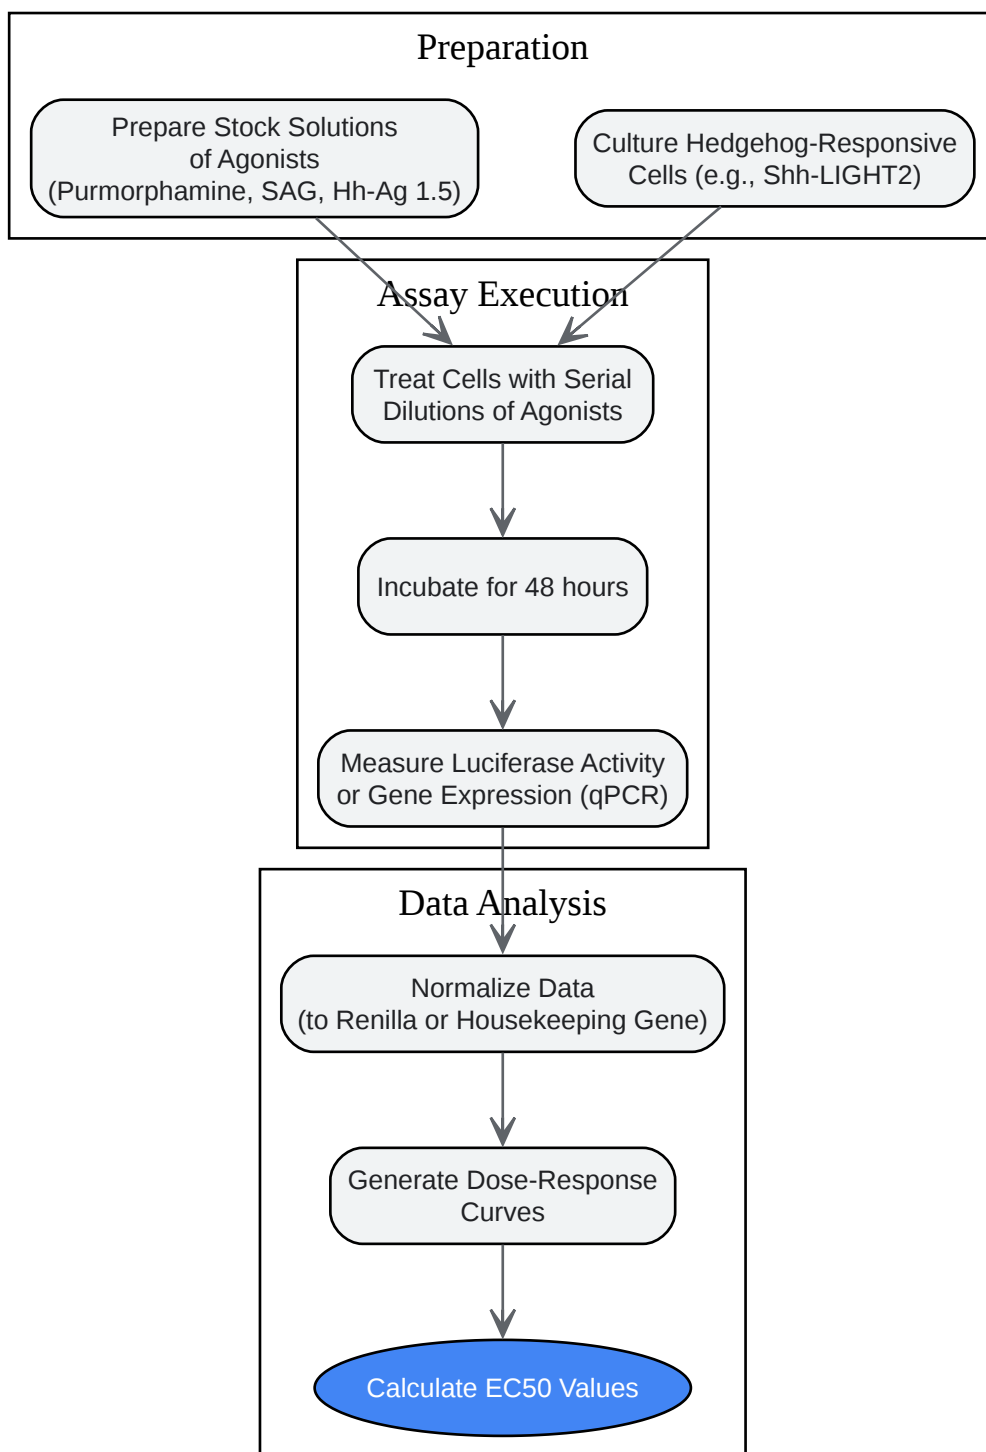 Preparation
Prepare Stock Solutions
of Agonists
(Purmorphamine, SAG, Hh-Ag 1.5)
Culture Hedgehog-Responsive
Cells (e.g., Shh-LIGHT2)
Assay Execution
Treat Cells with Serial
Dilutions of Agonists
Incubate for 48 hours
Measure Luciferase Activity
or Gene Expression (qPCR)
Data Analysis
Normalize Data
(to Renilla or Housekeeping Gene)
Generate Dose-Response
Curves
Calculate EC50 Values